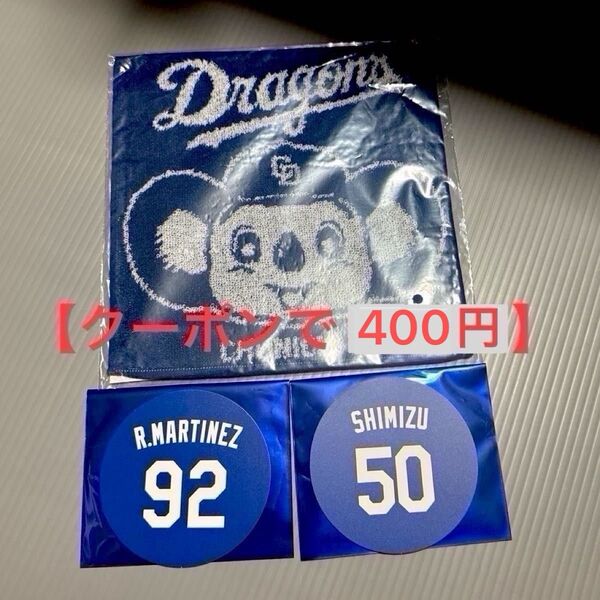 Dragons
CD
【クーポンで 400円】
R.MARTINEZ
92
SHIMIZU
50